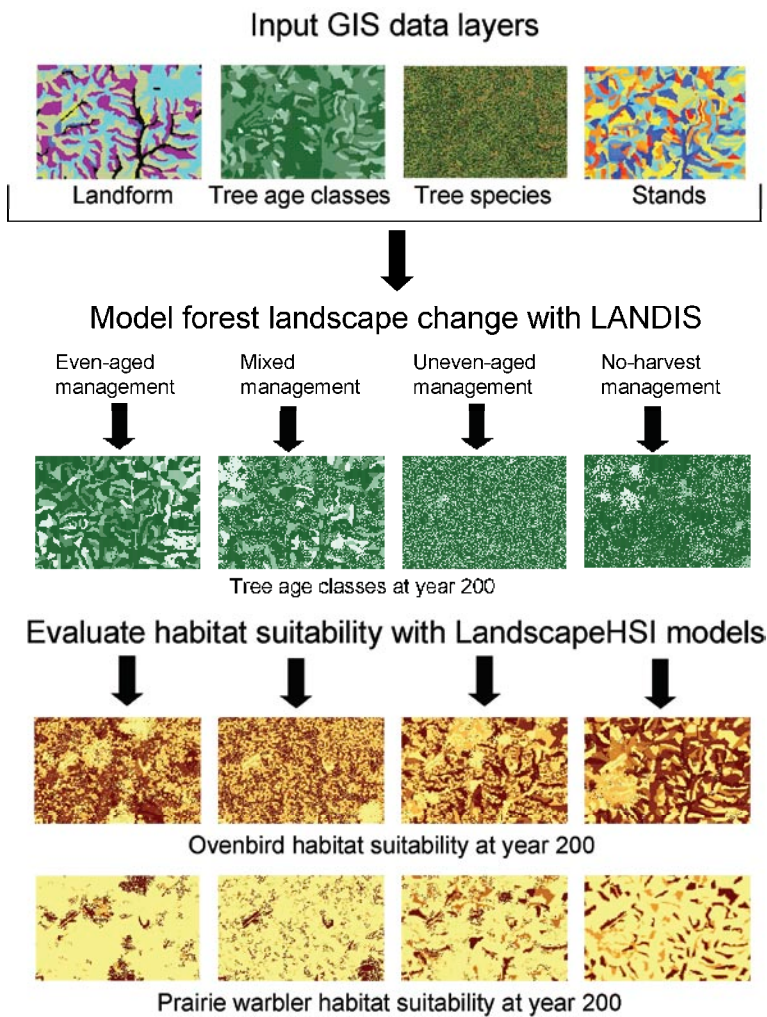 Input GIS data layers
Landform
Tree age classes
Tree species
Stands
Model forest landscape change with LANDIS
Even-aged
management
Mixed
management
Uneven-aged
management
No-harvest
management
Tree age classes at year 200
Evaluate habitat suitability with LandscapeHSI models
Ovenbird habitat suitability at year 200
Prairie warbler habitat suitability at year 200